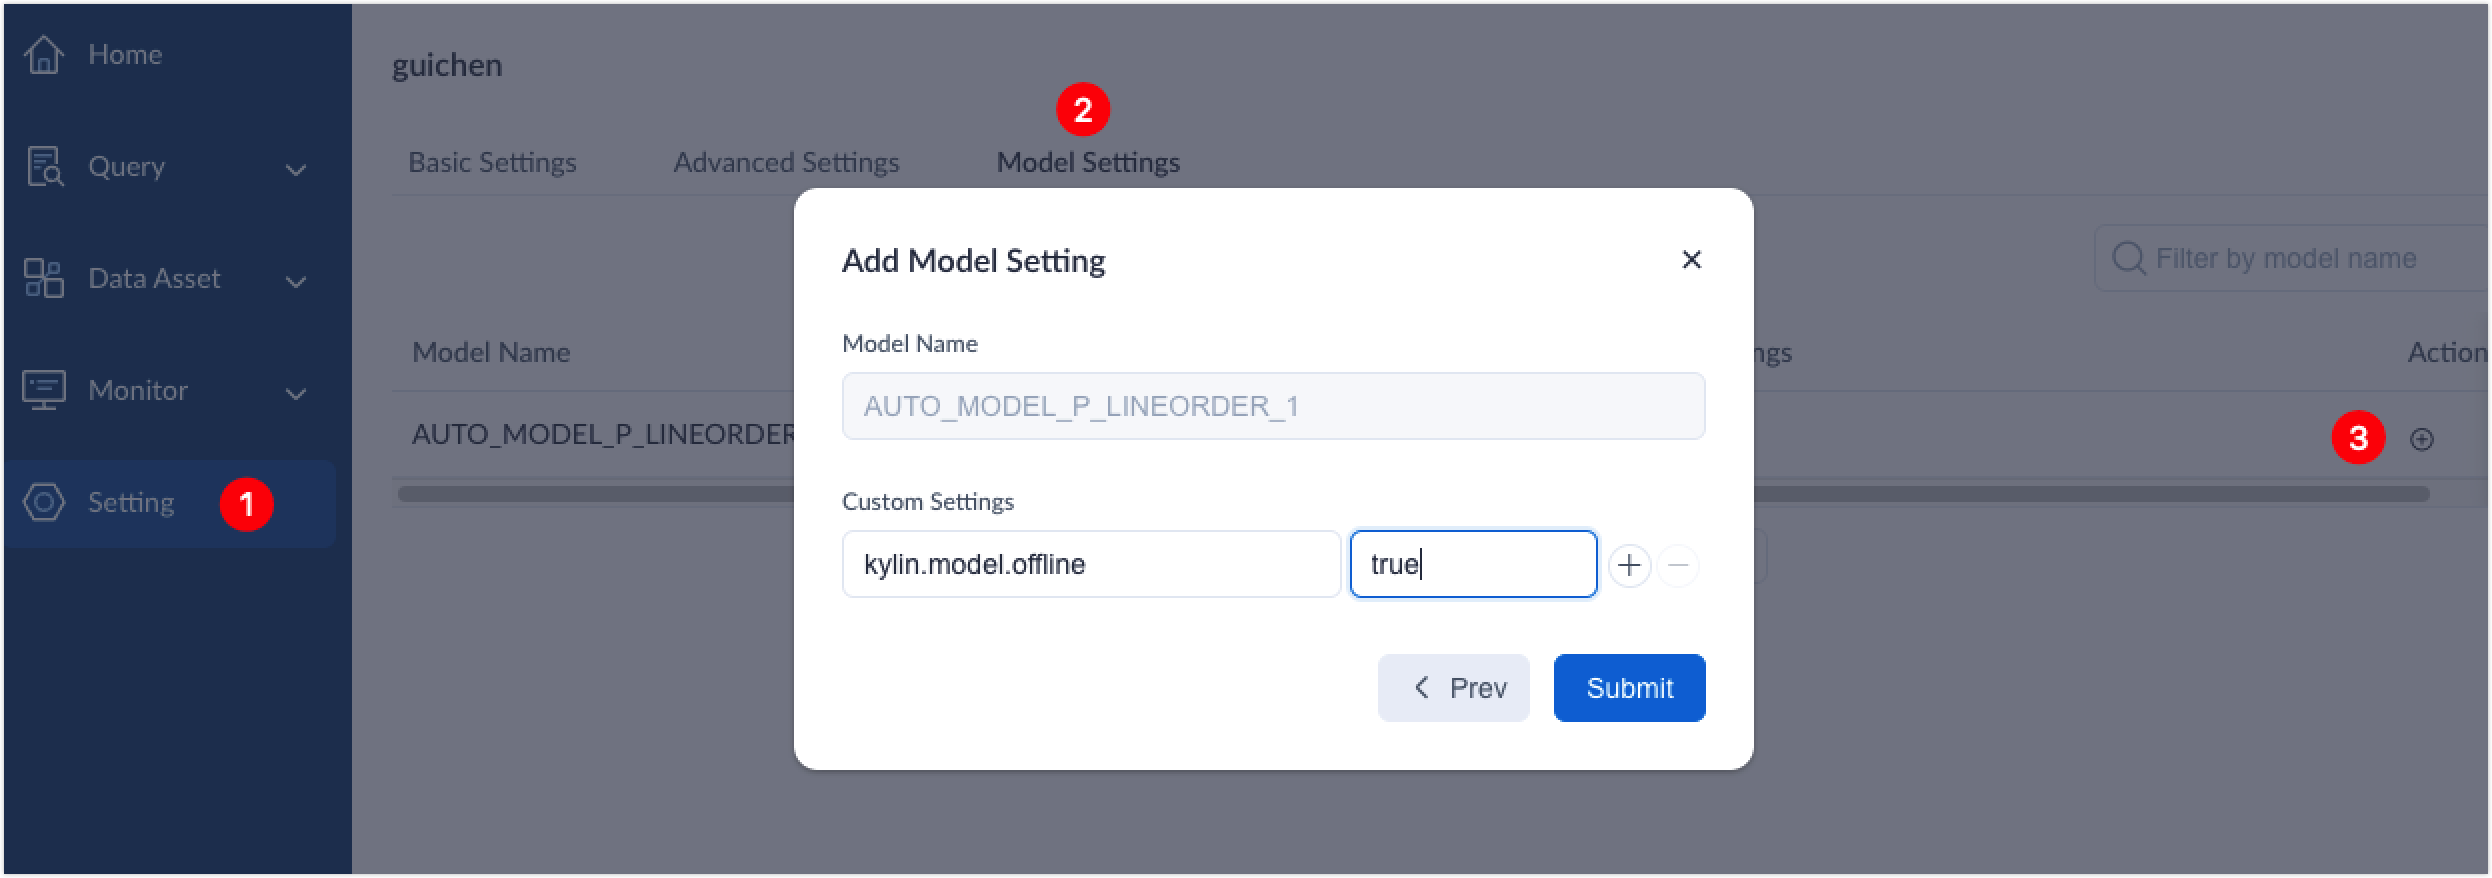 Home
Query
Data Asset
Monitor
Setting
1
guichen
2
Basic Settings Advanced Settings Model Settings
Filter by model name
Model Name ngs Action
AUTO_MODEL_P_LINEORDER
3
Add Model Setting
Model Name
AUTO_MODEL_P_LINEORDER_1
Custom Settings
kylin.model.offline true
Prev Submit